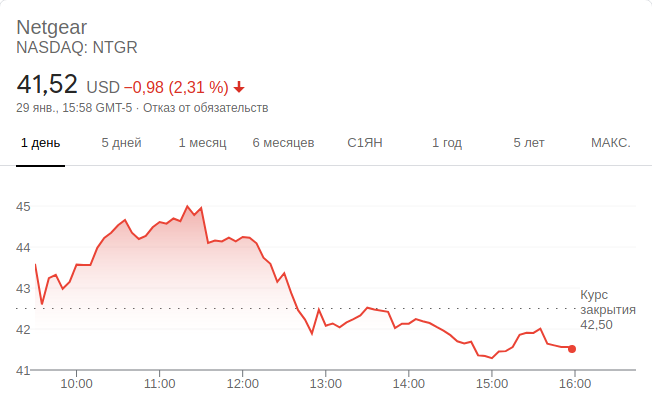 Netgear
NASDAQ: NTGR
41,52 USD −0,98 (2,31 %)
29 янв., 15:58 GMT-5 · Отказ от обязательств
1 день 5 дней 1 месяц 6 месяцев С1ЯН 1 год 5 лет МАКС.
45
44
43
Курс
закрытия
42,50
42
41
10:00 11:00 12:00 13:00 14:00 15:00 16:00